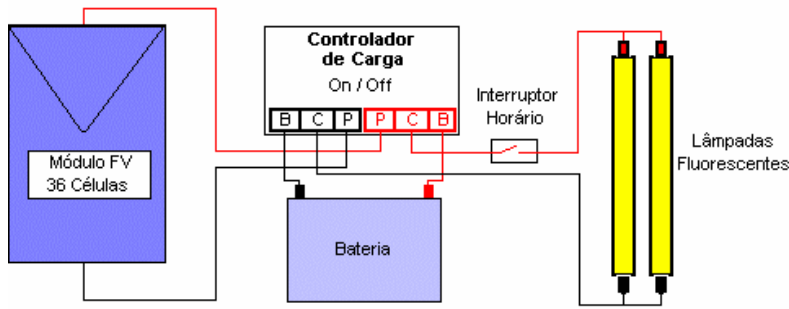 Controlador
de Carga
On / Off
B C P P C B
Interruptor
Horário
Módulo FV
36 Células
Lâmpadas
Fluorescentes
Bateria